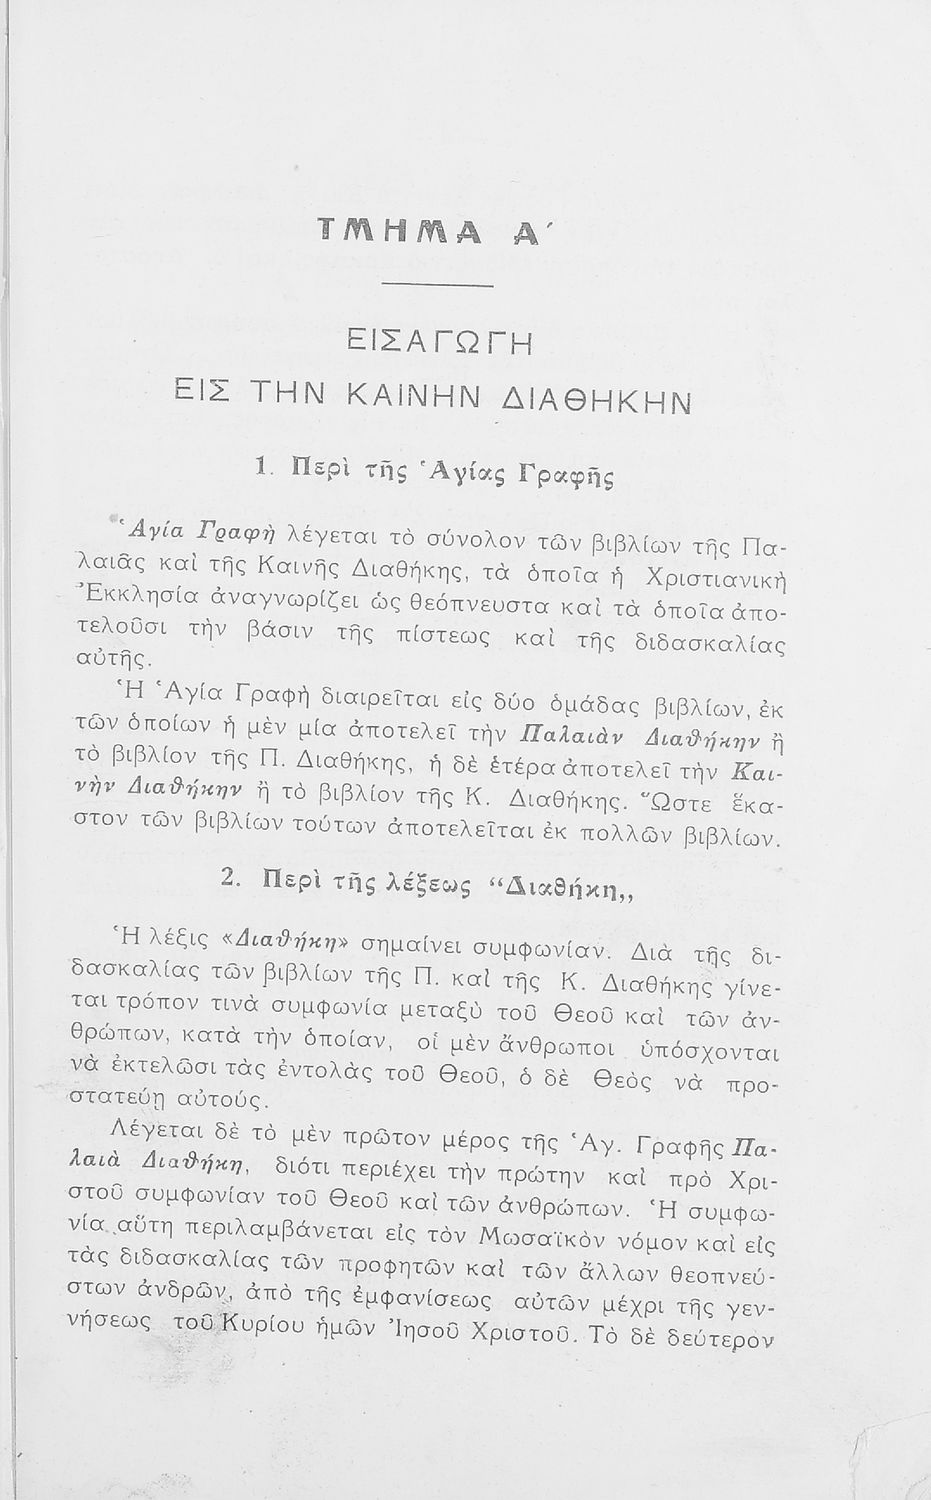 ΤΜΗΜΑ Α΄
ΕΙΣΑΓΩΓΗ
ΕΙΣ ΤΗΝ ΚΑΙΝΗΝ ΔΙΑΘΗΚΗΝ
1. Περὶ τῆς Ἁγίας Γραφῆς
Ἁγία Γραφὴ λέγεται τὸ σύνολον τῶν βιβλίων τῆς Πα-
λαιᾶς καὶ τῆς Καινῆς Διαθήκης, τὰ ὁποῖα ἡ Χριστιανικὴ
Ἐκκλησία ἀναγνωρίζει ὡς θεόπνευστα καὶ τὰ ὁποῖα ἀπο-
τελοῦσι τὴν βάσιν τῆς πίστεως καὶ τῆς διδασκαλίας
αὐτῆς.
Ἡ Ἁγία Γραφὴ διαιρεῖται εἰς δύο ὁμάδας βιβλίων, ἐκ
τῶν ὁποίων ἡ μὲν μία ἀποτελεῖ τὴν Παλαιὰν Διαθήκην ἢ
τὸ βιβλίον τῆς Π. Διαθήκης, ἡ δὲ ἑτέρα ἀποτελεῖ τὴν Και-
νὴν Διαθήκην ἢ τὸ βιβλίον τῆς Κ. Διαθήκης. Ὥστε ἕκα-
στον τῶν βιβλίων τούτων ἀποτελεῖται ἐκ πολλῶν βιβλίων.
2. Περὶ τῆς λέξεως “Διαθήκη„
Ἡ λέξις «Διαθήκη» σημαίνει συμφωνίαν. Διὰ τῆς δι-
δασκαλίας τῶν βιβλίων τῆς Π. καὶ τῆς Κ. Διαθήκης γίνε-
ται τρόπον τινὰ συμφωνία μεταξὺ τοῦ Θεοῦ καὶ τῶν ἀν-
θρώπων, κατὰ τὴν ὁποίαν, οἱ μὲν ἄνθρωποι ὑπόσχονται
νὰ ἐκτελῶσι τὰς ἐντολὰς τοῦ Θεοῦ, ὁ δὲ Θεὸς νὰ προ-
στατεύῃ αὐτούς.
Λέγεται δὲ τὸ μὲν πρῶτον μέρος τῆς Ἁγ. Γραφῆς Πα-
λαιὰ Διαθήκη, διότι περιέχει τὴν πρώτην καὶ πρὸ Χρι-
στοῦ συμφωνίαν τοῦ Θεοῦ καὶ τῶν ἀνθρώπων. Ἡ συμφω-
νία αὕτη περιλαμβάνεται εἰς τὸν Μωσαϊκὸν νόμον καὶ εἰς
τὰς διδασκαλίας τῶν προφητῶν καὶ τῶν ἄλλων θεοπνεύ-
στων ἀνδρῶν, ἀπὸ τῆς ἐμφανίσεως αὐτῶν μέχρι τῆς γεν-
νήσεως τοῦ Κυρίου ἡμῶν Ἰησοῦ Χριστοῦ. Τὸ δὲ δεύτερον